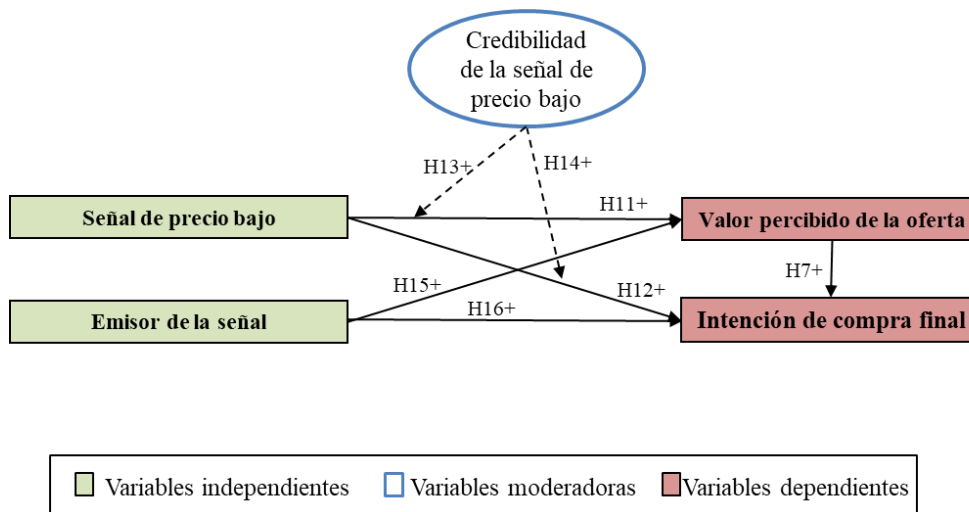 Credibilidad
de la señal de
precio bajo
H13+
H14+
Señal de precio bajo
H11+
Valor percibido de la oferta
H15+
H12+
H7+
Emisor de la señal
H16+
Intención de compra final
Variables independientes
Variables moderadoras
Variables dependientes